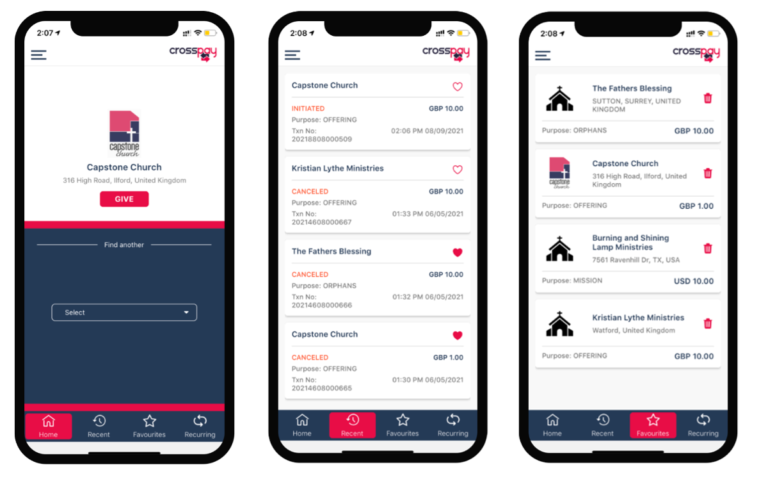 2:07
crosspay
capstone
church
Capstone Church
316 High Road, Ilford, United Kingdom
GIVE
Find another
Select
Home
Recent
Favourites
Recurring
2:08
crosspay
Capstone Church
INITIATED
GBP 10.00
Purpose: OFFERING
Txn No:
02:06 PM 08/09/2021
20218808000509
Kristian Lythe Ministries
CANCELED
GBP 10.00
Purpose: OFFERING
Txn No:
01:33 PM 06/05/2021
20214608000667
The Fathers Blessing
CANCELED
GBP 10.00
Purpose: ORPHANS
Txn No:
01:32 PM 06/05/2021
20214608000666
Capstone Church
CANCELED
GBP 1.00
Purpose: OFFERING
Txn No:
01:30 PM 06/05/2021
20214608000665
Home
Recent
Favourites
Recurring
2:08
crosspay
The Fathers Blessing
SUTTON, SURREY, UNITED
KINGDOM
Purpose: ORPHANS
GBP 10.00
capstone
church
Capstone Church
316 High Road, Ilford, United
Kingdom
Purpose: OFFERING
GBP 1.00
Burning and Shining
Lamp Ministries
7561 Ravenhill Dr, TX, USA
Purpose: MISSION
USD 10.00
Kristian Lythe Ministries
Watford, United Kingdom
Purpose: OFFERING
GBP 10.00
Home
Recent
Favourites
Recurring